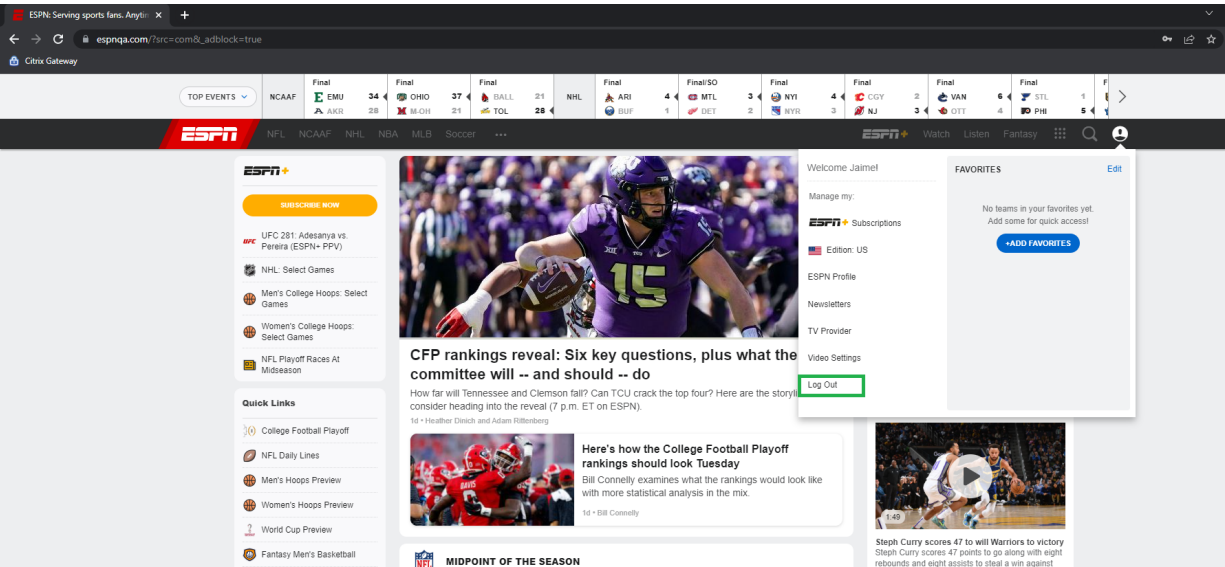 ESPN: Serving sports fans. Anytin
espnqa.com/?src=com&_adblock=true
Citrix Gateway
TOP EVENTS
NCAAF
Final
EMU 34
AKR 28
Final
OHIO 37
M-OH 21
Final
BALL 21
TOL 28
NHL
Final
ARI 4
BUF 1
Final/SO
MTL 3
DET 2
Final
NYI 4
NYR 3
Final
CGY 2
NJ 3
Final
VAN 6
OTT 4
Final
STL 1
PHI 5
F
ESPN NFL NCAAF NHL NBA MLB Soccer ••• ESPN+ Watch Listen Fantasy
ESPN+
SUBSCRIBE NOW
UFC
UFC 281: Adesanya vs.
Pereira (ESPN+ PPV)
NHL: Select Games
Men's College Hoops: Select
Games
Women's College Hoops:
Select Games
NFL Playoff Races At
Midseason
Quick Links
College Football Playoff
NFL Daily Lines
Men's Hoops Preview
Women's Hoops Preview
World Cup Preview
Fantasy Men's Basketball
TCU
XII
15
CFP rankings reveal: Six key questions, plus what the
committee will -- and should -- do
How far will Tennessee and Clemson fall? Can TCU crack the top four? Here are the storyli
consider heading into the reveal (7 p.m. ET on ESPN).
1d • Heather Dinich and Adam Rittenberg
DAVIS
Here's how the College Football Playoff
rankings should look Tuesday
Bill Connelly examines what the rankings would look like
with more statistical analysis in the mix.
1d • Bill Connelly
NFL
MIDPOINT OF THE SEASON
Welcome Jaime!
Manage my:
ESPN+ Subscriptions
Edition: US
ESPN Profile
Newsletters
TV Provider
Video Settings
Log Out
FAVORITES
Edit
No teams in your favorites yet.
Add some for quick access!
+ADD FAVORITES
1:49
Steph Curry scores 47 to will Warriors to victory
Steph Curry scores 47 points to go along with eight
rebounds and eight assists to steal a win against